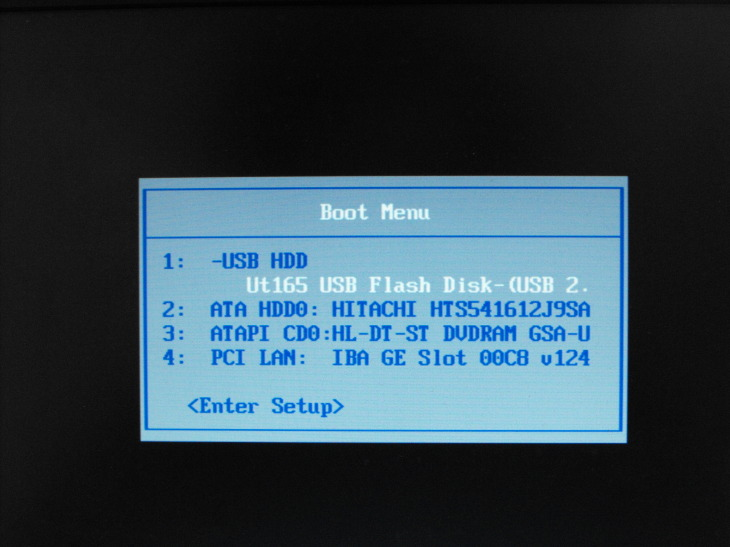 Boot Menu
1: -USB HDD
Ut165 USB Flash Disk-(USB 2.
2: ATA HDD0: HITACHI HTS541612J9SA
3: ATAPI CD0:HL-DT-ST DVDRAM GSA-U
4: PCI LAN: IBA GE Slot 00C8 v124
<Enter Setup>